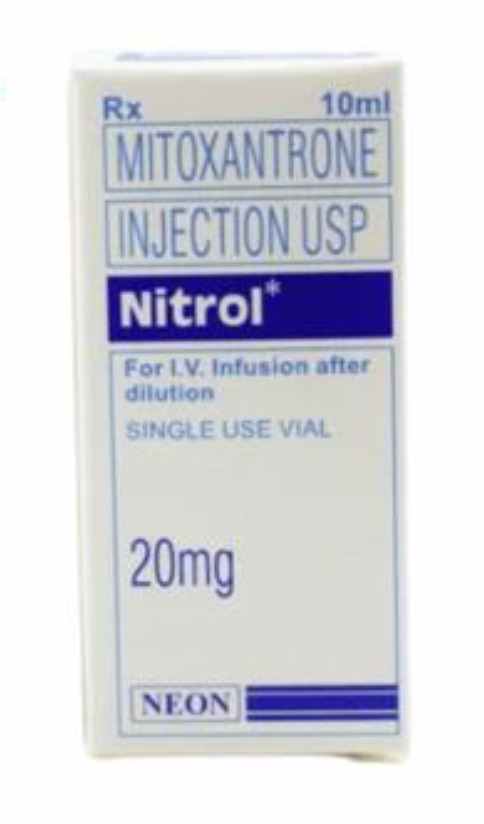 Rx 10ml
MITOXANTRONE
INJECTION USP
Nitrol*
For I.V. Infusion after
dilution
SINGLE USE VIAL
20mg
NEON